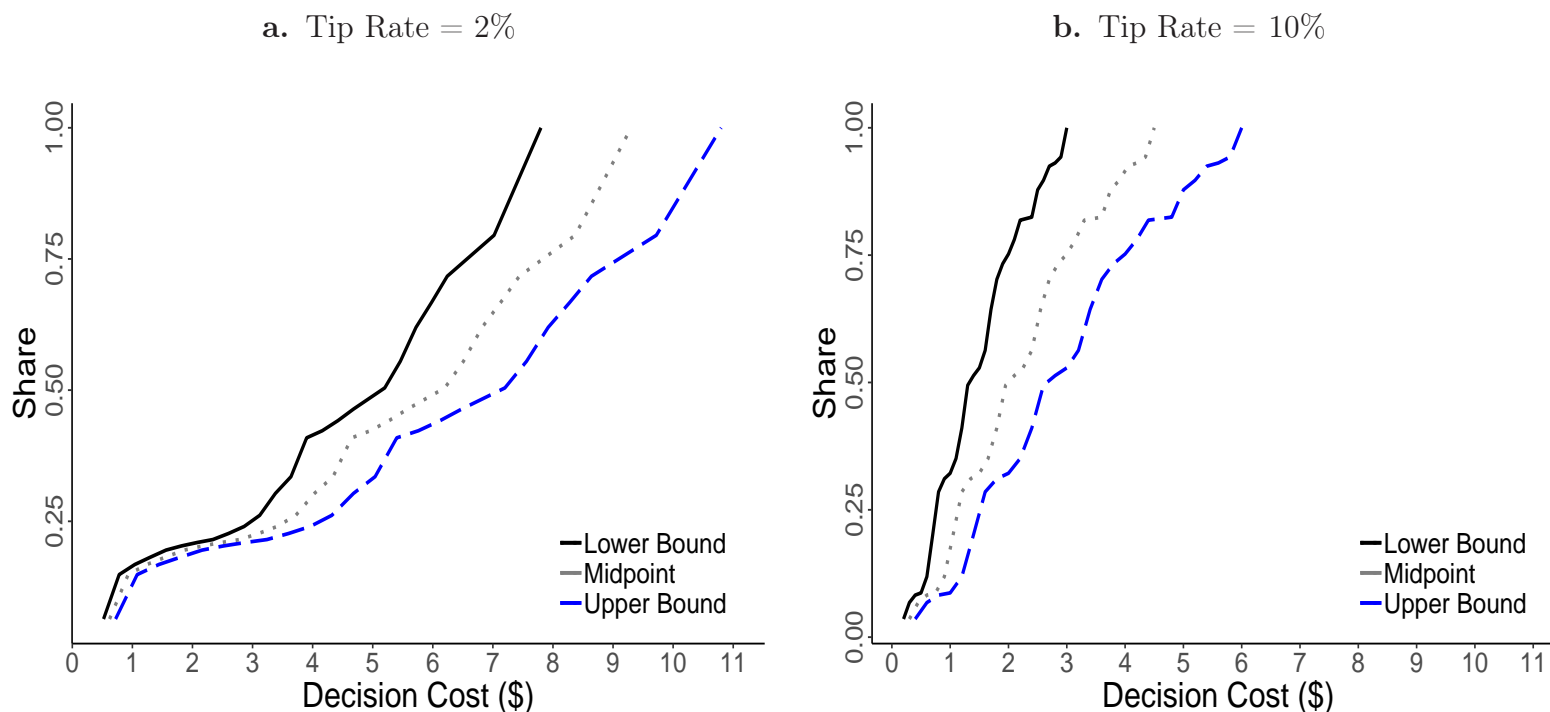 a. Tip Rate = 2%
1.00
0.75
0.50
0.25
Share
Lower Bound
Midpoint
Upper Bound
0 1 2 3 4 5 6 7 8 9 10 11
Decision Cost ($)
b. Tip Rate = 10%
1.00
0.75
0.50
0.25
0.00
Share
Lower Bound
Midpoint
Upper Bound
0 1 2 3 4 5 6 7 8 9 10 11
Decision Cost ($)